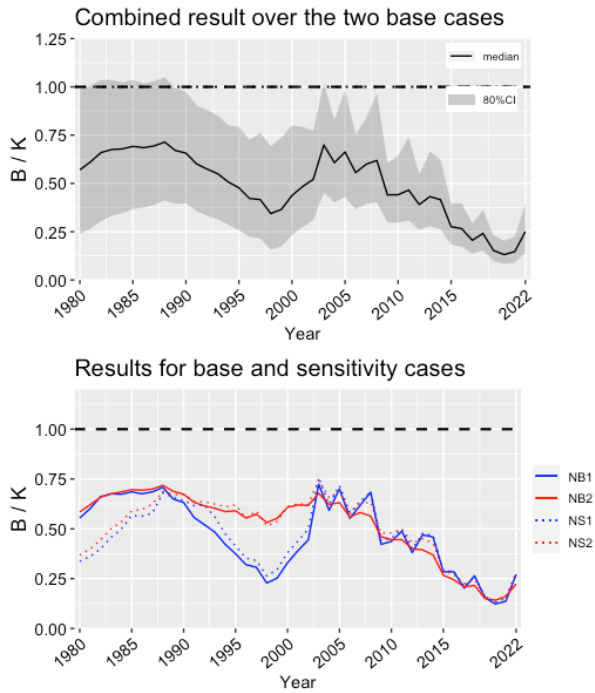 Combined result over the two base cases
1.25
1.00
0.75
0.50
0.25
0.00
B / K
median
80%CI
1980
1985
1990
1995
2000
2005
2010
2015
2022
Year
Results for base and sensitivity cases
1.00
0.75
0.50
0.25
0.00
B / K
NB1
NB2
NS1
NS2
1980
1985
1990
1995
2000
2005
2010
2015
2022
Year